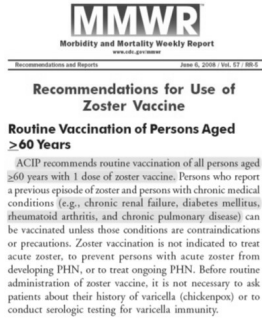 MMWR
Morbidity and Mortality Weekly Report
www.cdc.gov/mmwr
Recommendations and Reports June 6, 2008 / Vol. 57 / RR-5
Recommendations for Use of
Zoster Vaccine
Routine Vaccination of Persons Aged
≥60 Years
ACIP recommends routine vaccination of all persons aged
≥60 years with 1 dose of zoster vaccine. Persons who report
a previous episode of zoster and persons with chronic medical
conditions (e.g., chronic renal failure, diabetes mellitus,
rheumatoid arthritis, and chronic pulmonary disease) can
be vaccinated unless those conditions are contraindications
or precautions. Zoster vaccination is not indicated to treat
acute zoster, to prevent persons with acute zoster from
developing PHN, or to treat ongoing PHN. Before routine
administration of zoster vaccine, it is not necessary to ask
patients about their history of varicella (chickenpox) or to
conduct serologic testing for varicella immunity.